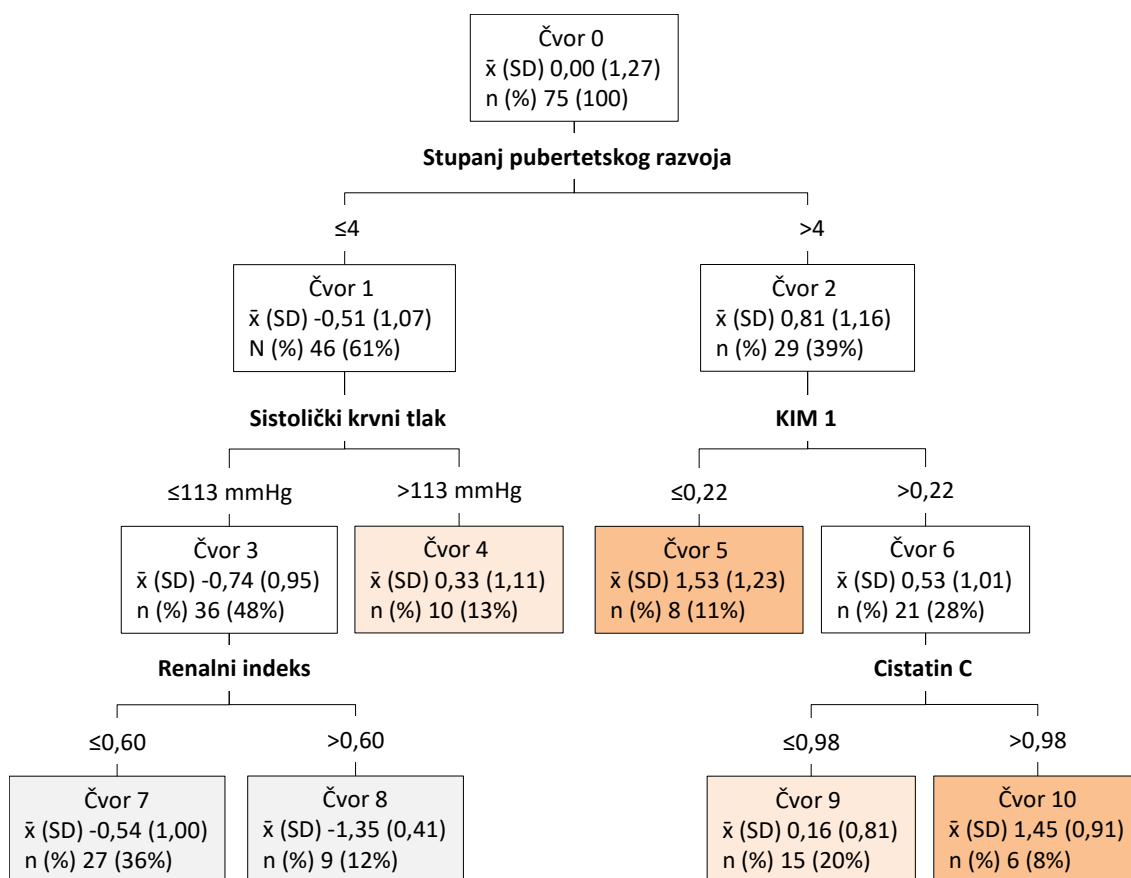 Čvor 0
x̄ (SD) 0,00 (1,27)
n (%) 75 (100)
Stupanj pubertetskog razvoja
≤4
>4
Čvor 1
x̄ (SD) -0,51 (1,07)
N (%) 46 (61%)
Čvor 2
x̄ (SD) 0,81 (1,16)
n (%) 29 (39%)
Sistolički krvni tlak
KIM 1
≤113 mmHg
>113 mmHg
≤0,22
>0,22
Čvor 3
x̄ (SD) -0,74 (0,95)
n (%) 36 (48%)
Čvor 4
x̄ (SD) 0,33 (1,11)
n (%) 10 (13%)
Čvor 5
x̄ (SD) 1,53 (1,23)
n (%) 8 (11%)
Čvor 6
x̄ (SD) 0,53 (1,01)
n (%) 21 (28%)
Renalni indeks
Cistatin C
≤0,60
>0,60
≤0,98
>0,98
Čvor 7
x̄ (SD) -0,54 (1,00)
n (%) 27 (36%)
Čvor 8
x̄ (SD) -1,35 (0,41)
n (%) 9 (12%)
Čvor 9
x̄ (SD) 0,16 (0,81)
n (%) 15 (20%)
Čvor 10
x̄ (SD) 1,45 (0,91)
n (%) 6 (8%)